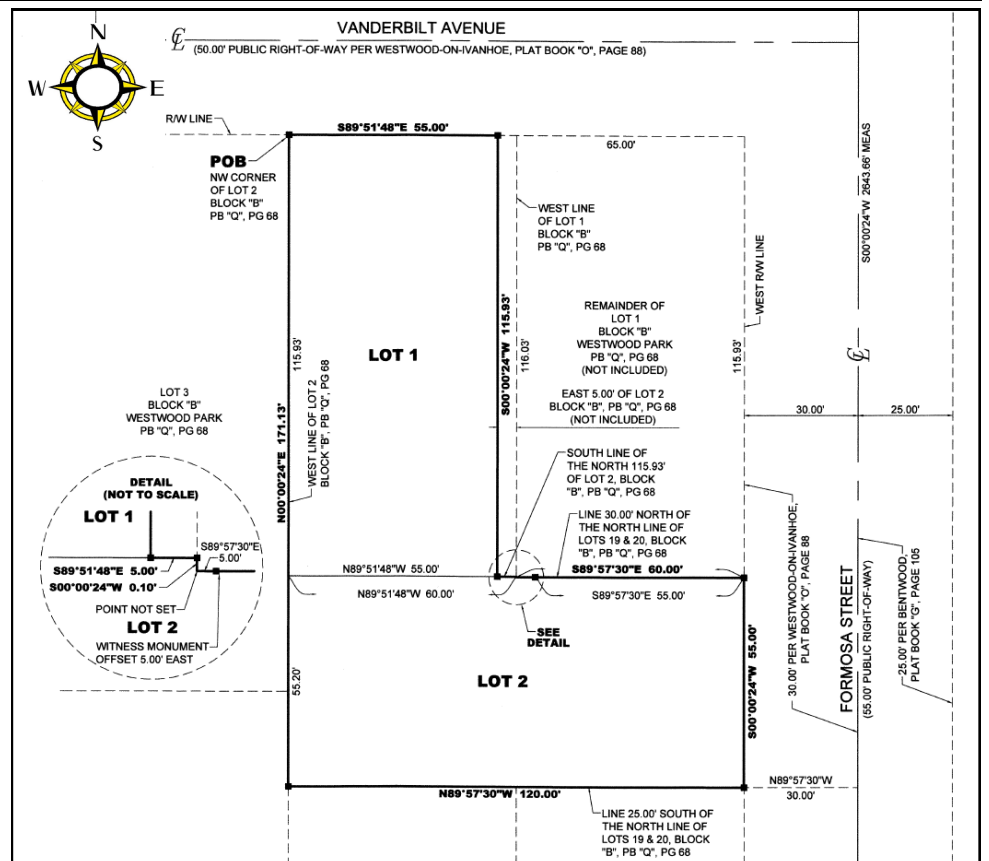 N
W
E
S
VANDERBILT AVENUE
(50.00' PUBLIC RIGHT-OF-WAY PER WESTWOOD-ON-IVANHOE, PLAT BOOK "O", PAGE 88)
R/W LINE
S89°51'48"E 55.00'
65.00'
POB
NW CORNER
OF LOT 2
BLOCK "B"
PB "Q", PG 68
WEST LINE
OF LOT 1
BLOCK "B"
PB "Q", PG 68
S00°00'24"W 2643.66' MEAS
WEST R/W LINE
REMAINDER OF
LOT 1
BLOCK "B"
WESTWOOD PARK
PB "Q", PG 68
(NOT INCLUDED)
LOT 1
115.93'
S00°00'24"W 115.93'
116.03'
115.93'
LOT 3
BLOCK "B"
WESTWOOD PARK
PB "Q", PG 68
EAST 5.00' OF LOT 2
BLOCK "B", PB "Q", PG 68
(NOT INCLUDED)
30.00'
25.00'
N00°00'24"E 171.13'
WEST LINE OF LOT 2
BLOCK "B", PB "Q", PG 68
SOUTH LINE OF
THE NORTH 115.93'
OF LOT 2, BLOCK
"B", PB "Q", PG 68
LINE 30.00' NORTH OF
THE NORTH LINE OF
LOTS 19 & 20, BLOCK
"B", PB "Q", PG 68
DETAIL
(NOT TO SCALE)
LOT 1
S89°57'30"E
5.00'
S89°51'48"E 5.00'
S00°00'24"W 0.10'
POINT NOT SET
LOT 2
WITNESS MONUMENT
OFFSET 5.00' EAST
N89°51'48"W 55.00'
S89°57'30"E 60.00'
N89°51'48"W 60.00'
S89°57'30"E 55.00'
SEE
DETAIL
30.00' PER WESTWOOD-ON-IVANHOE,
PLAT BOOK "O", PAGE 88
FORMOSA STREET
(55.00' PUBLIC RIGHT-OF-WAY)
25.00' PER BENTWOOD,
PLAT BOOK "G", PAGE 105
55.20'
LOT 2
S00°00'24"W 55.00'
N89°57'30"W 120.00'
N89°57'30"W
30.00'
LINE 25.00' SOUTH OF
THE NORTH LINE OF
LOTS 19 & 20, BLOCK
"B", PB "Q", PG 68